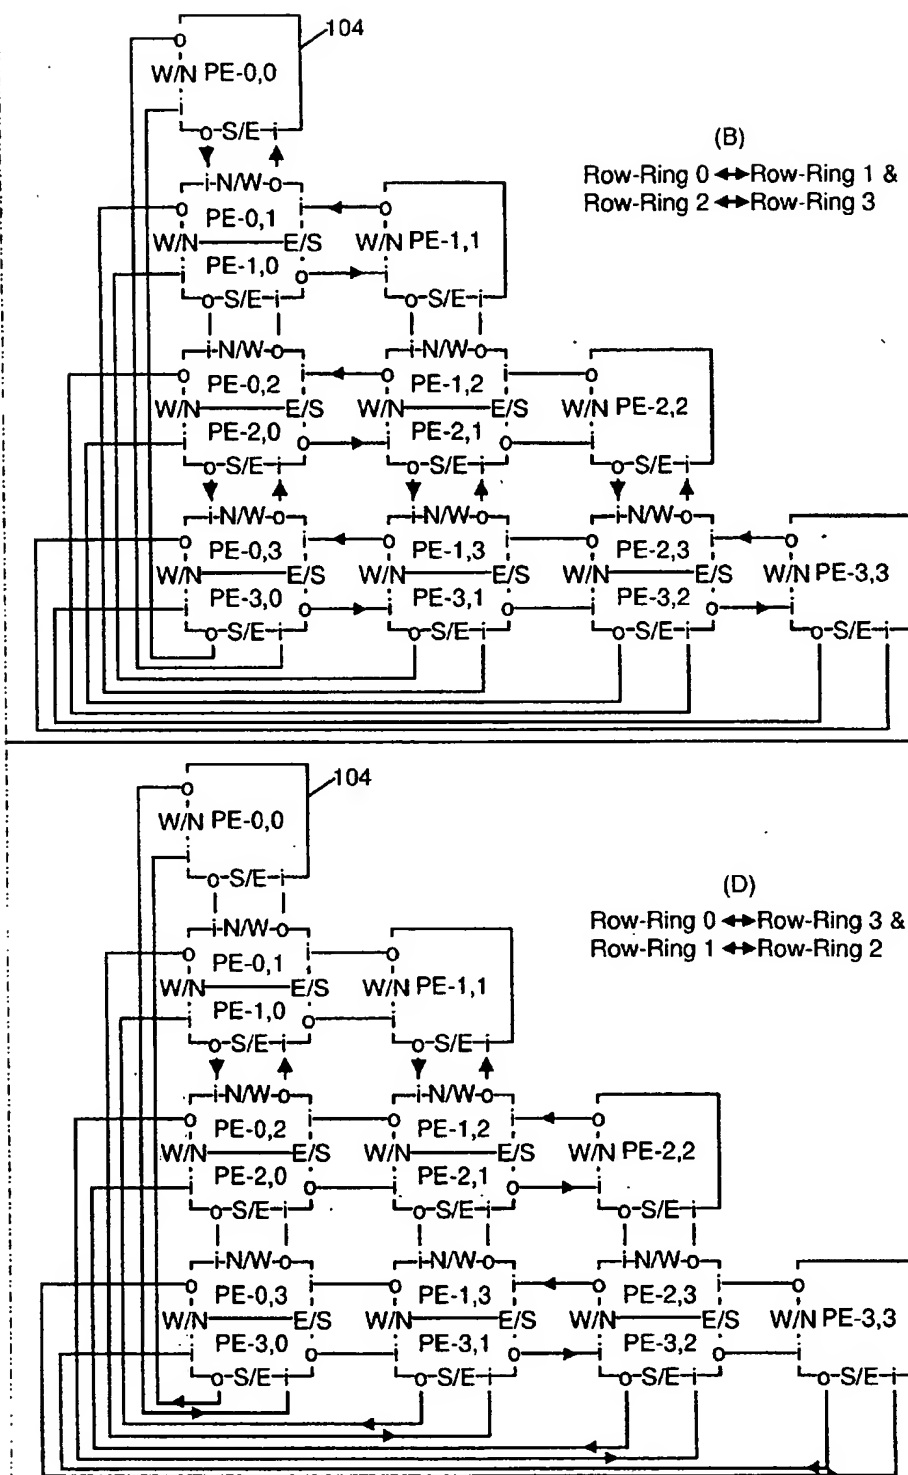 104
o
W/N PE-0,0
i
o-S/E-i
(B)
Row-Ring 0 ↔ Row-Ring 1 &
Row-Ring 2 ↔ Row-Ring 3
i-N/W-o
o PE-0,1 i o
W/N E/S W/N PE-1,1
i PE-1,0 o i
o-S/E-i o-S/E-i
i-N/W-o i-N/W-o
o PE-0,2 i o PE-1,2 i o
W/N E/S W/N E/S W/N PE-2,2
i PE-2,0 o i PE-2,1 o i
o-S/E-i o-S/E-i o-S/E-i
i-N/W-o i-N/W-o i-N/W-o
o PE-0,3 i o PE-1,3 i o PE-2,3 i o
W/N E/S W/N E/S W/N E/S W/N PE-3,3
i PE-3,0 o i PE-3,1 o i PE-3,2 o i
o-S/E-i o-S/E-i o-S/E-i o-S/E-i
104
o
W/N PE-0,0
i
o-S/E-i
(D)
Row-Ring 0 ↔ Row-Ring 3 &
Row-Ring 1 ↔ Row-Ring 2
i-N/W-o
o PE-0,1 i o
W/N E/S W/N PE-1,1
i PE-1,0 o i
o-S/E-i o-S/E-i
i-N/W-o i-N/W-o
o PE-0,2 i o PE-1,2 i o
W/N E/S W/N E/S W/N PE-2,2
i PE-2,0 o i PE-2,1 o i
o-S/E-i o-S/E-i o-S/E-i
i-N/W-o i-N/W-o i-N/W-o
o PE-0,3 i o PE-1,3 i o PE-2,3 i o
W/N E/S W/N E/S W/N E/S W/N PE-3,3
i PE-3,0 o i PE-3,1 o i PE-3,2 o i
o-S/E-i o-S/E-i o-S/E-i o-S/E-i